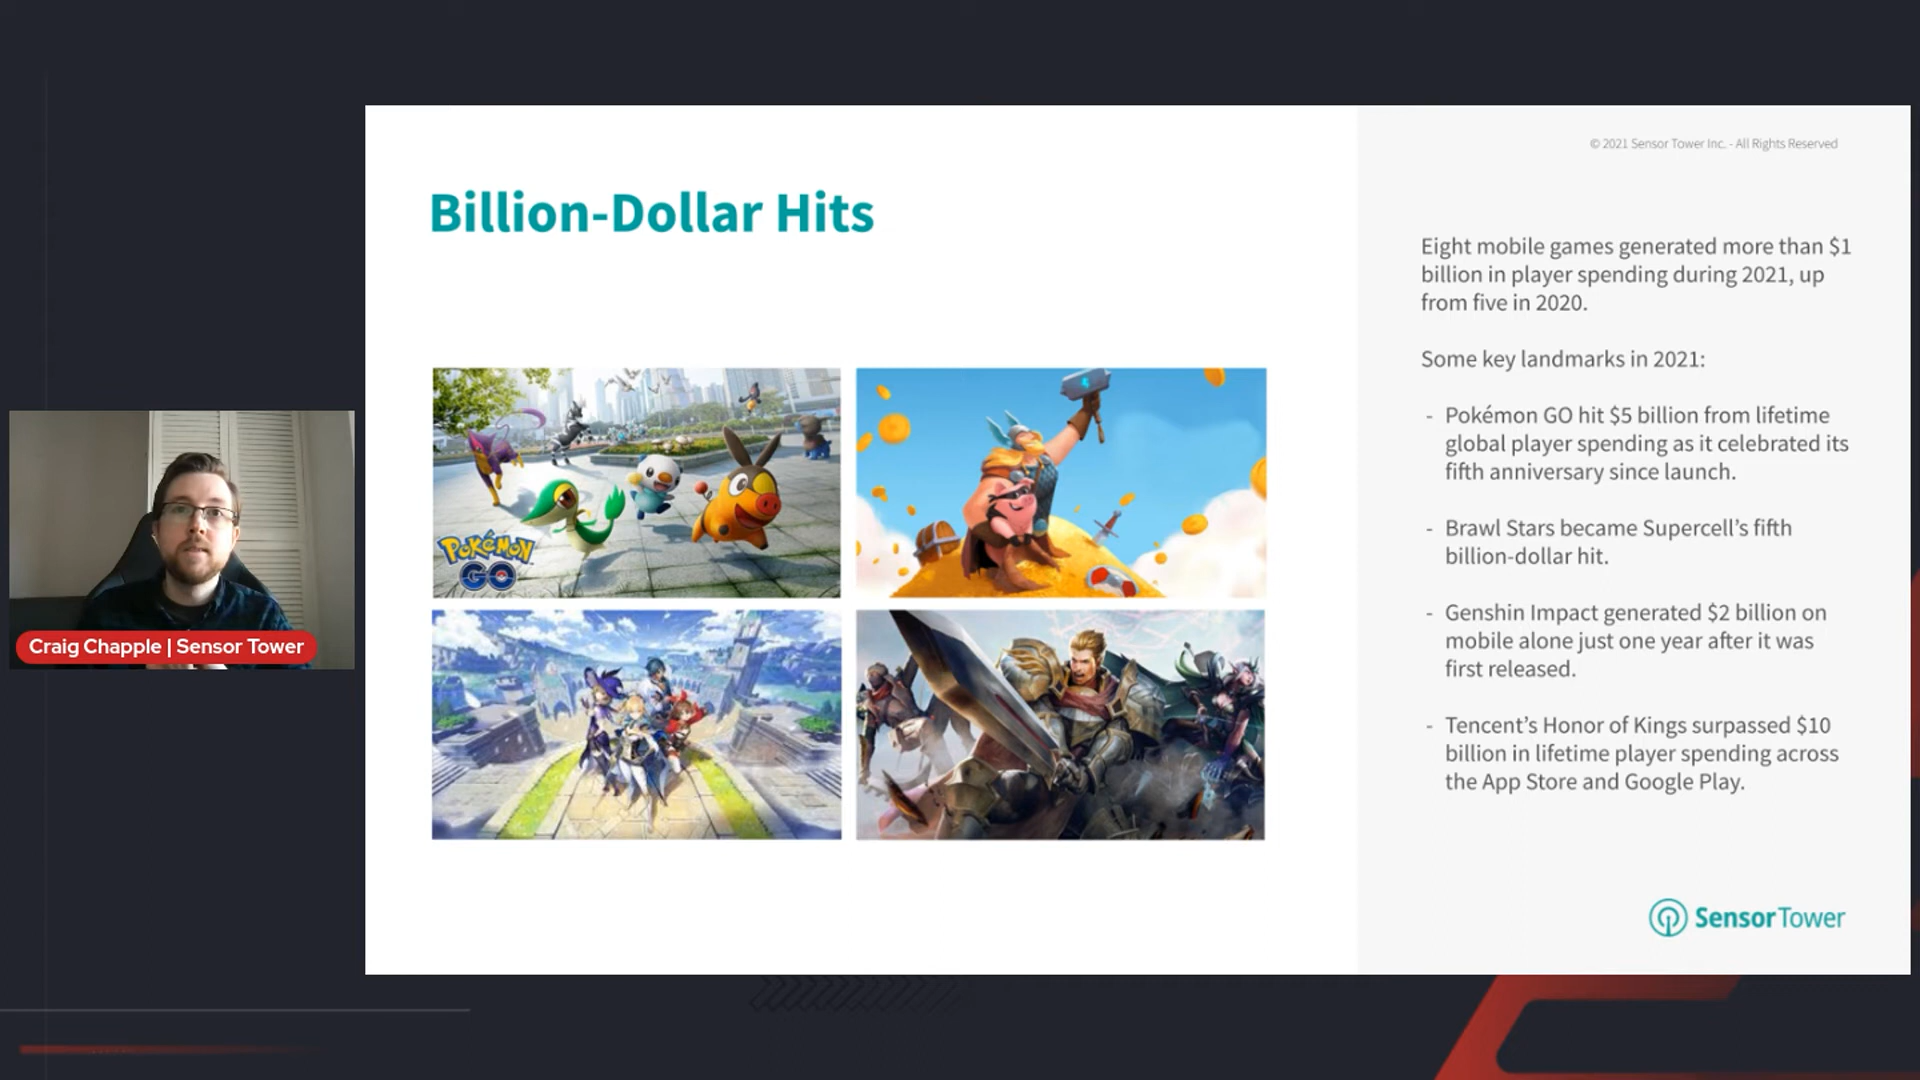 © 2021 Sensor Tower Inc. - All Rights Reserved
Billion-Dollar Hits
Eight mobile games generated more than $1
billion in player spending during 2021, up
from five in 2020.
Some key landmarks in 2021:
- Pokémon GO hit $5 billion from lifetime
global player spending as it celebrated its
fifth anniversary since launch.
- Brawl Stars became Supercell’s fifth
billion-dollar hit.
- Genshin Impact generated $2 billion on
mobile alone just one year after it was
first released.
- Tencent’s Honor of Kings surpassed $10
billion in lifetime player spending across
the App Store and Google Play.
POKÉMON
GO
Craig Chapple | Sensor Tower
SensorTower